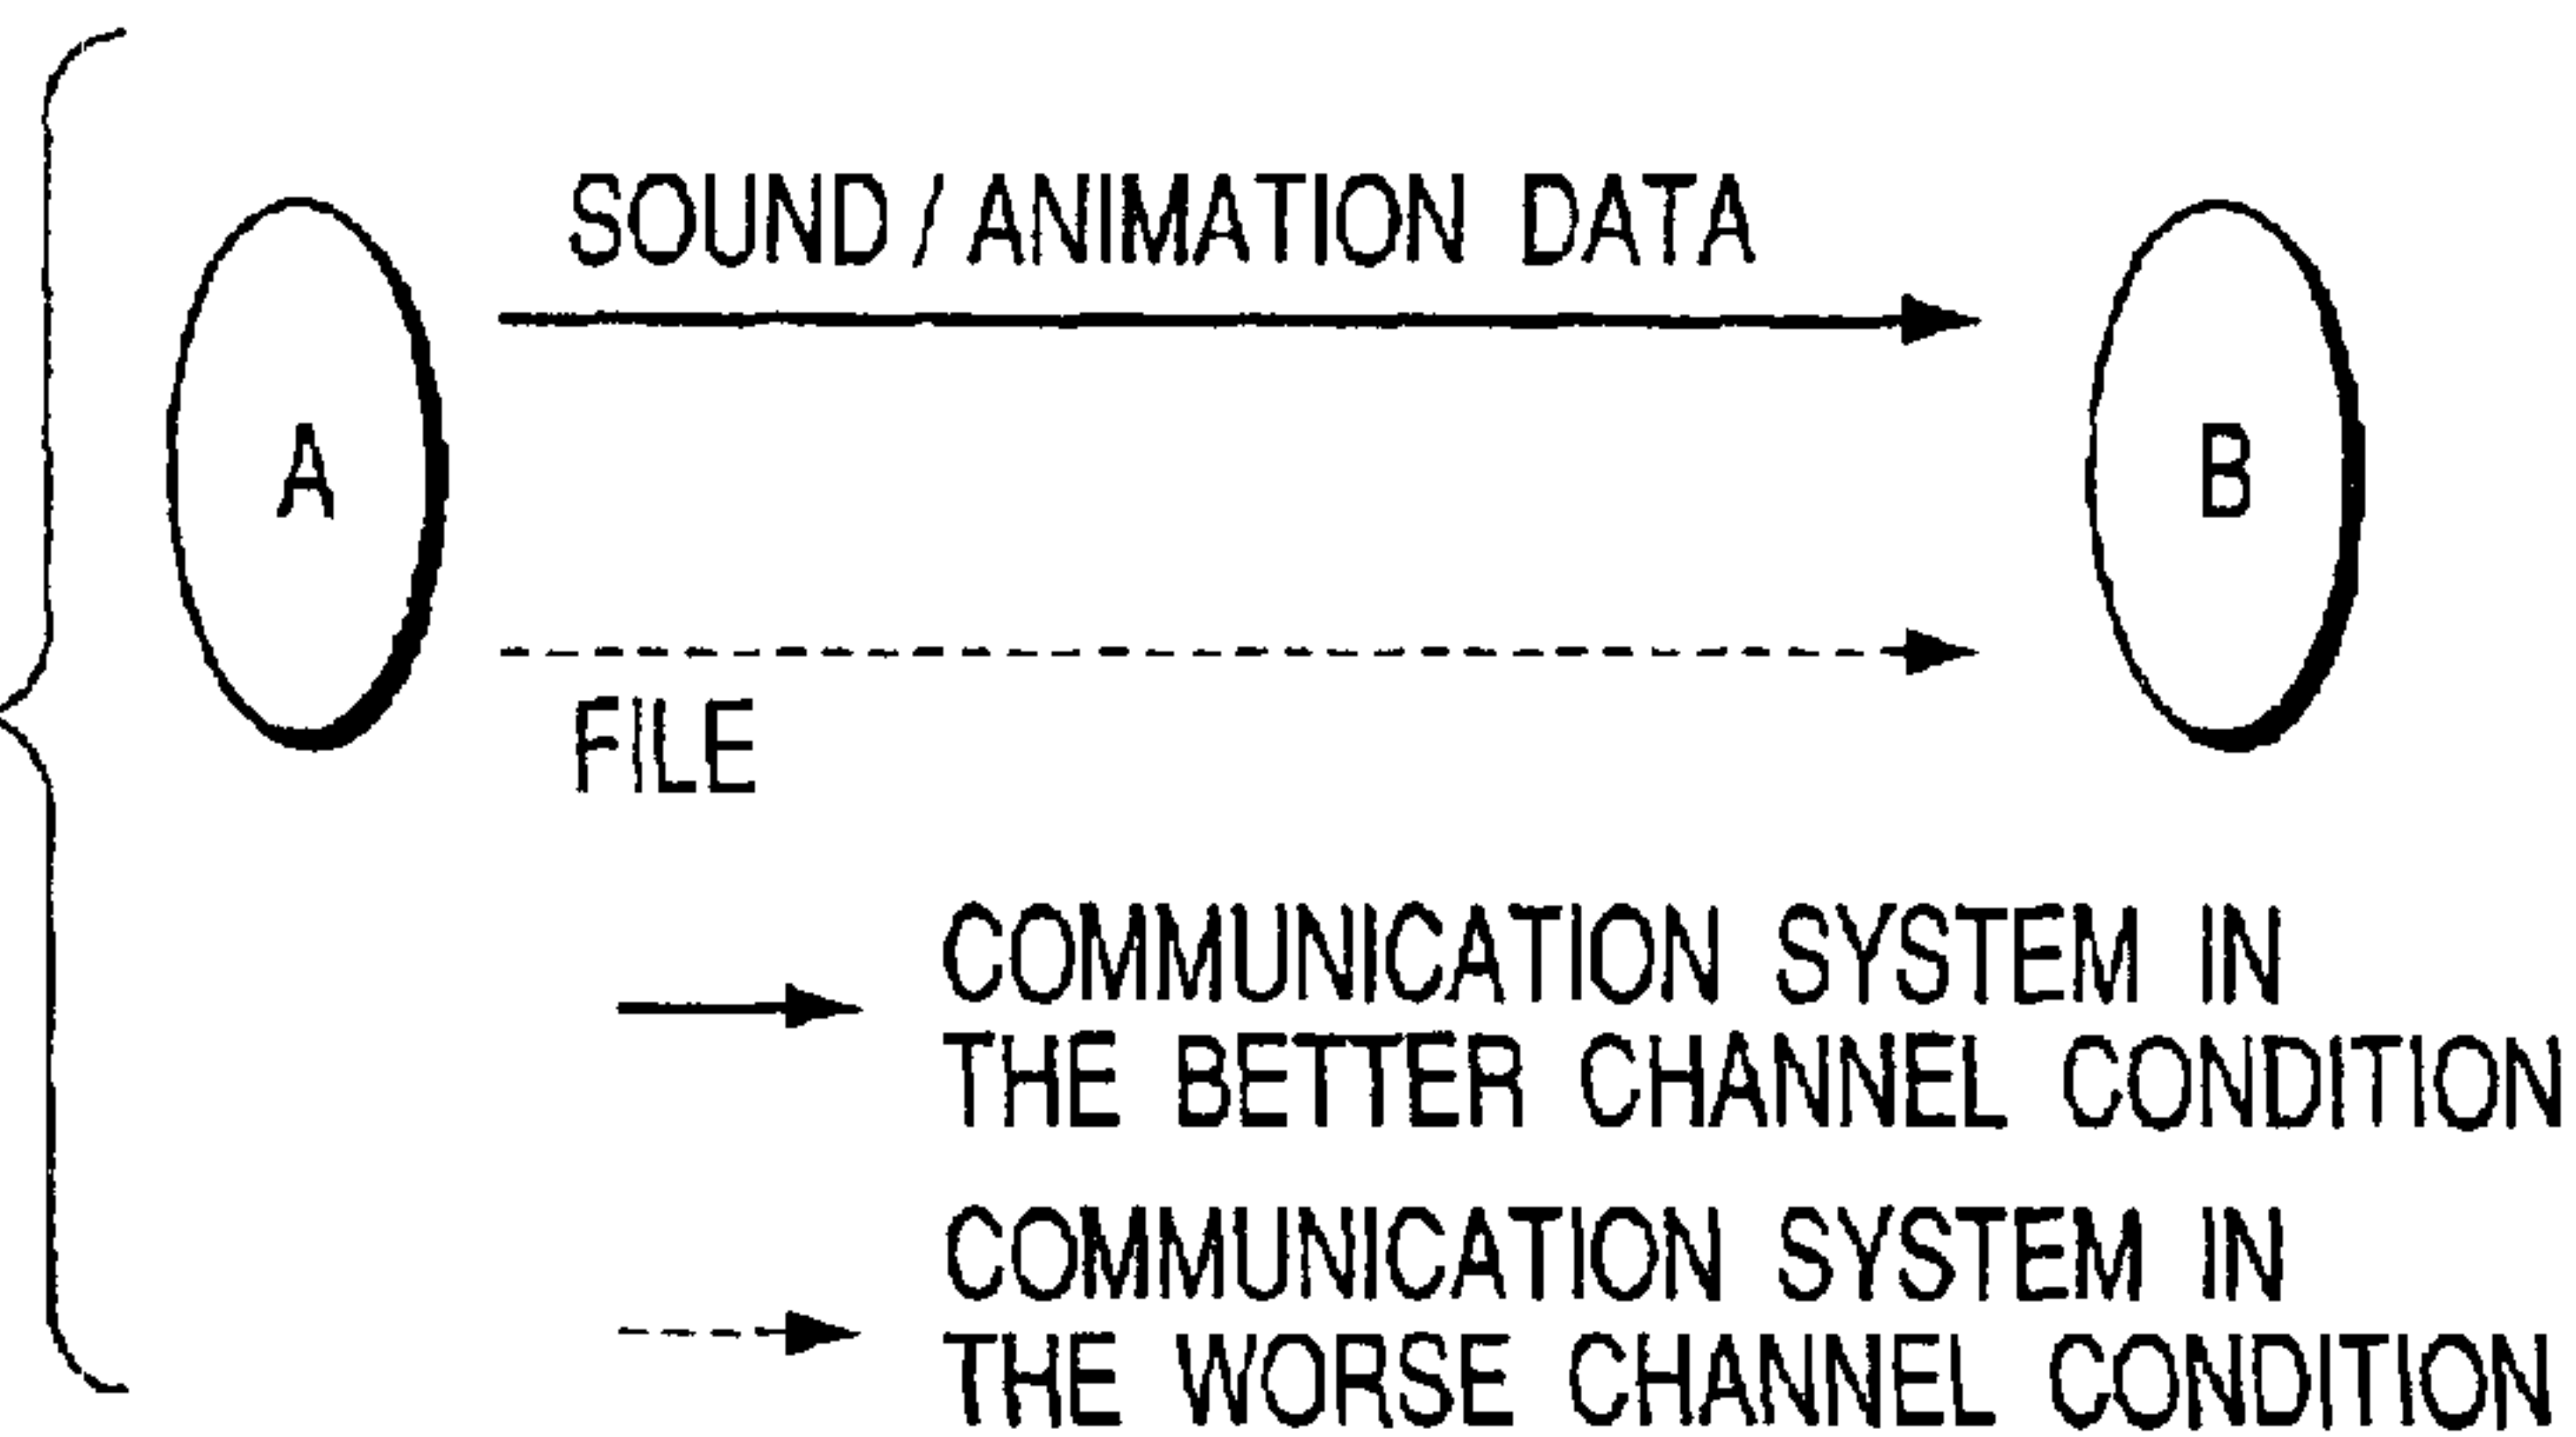 SOUND / ANIMATION DATA
A
B
FILE
COMMUNICATION SYSTEM IN
THE BETTER CHANNEL CONDITION
COMMUNICATION SYSTEM IN
THE WORSE CHANNEL CONDITION